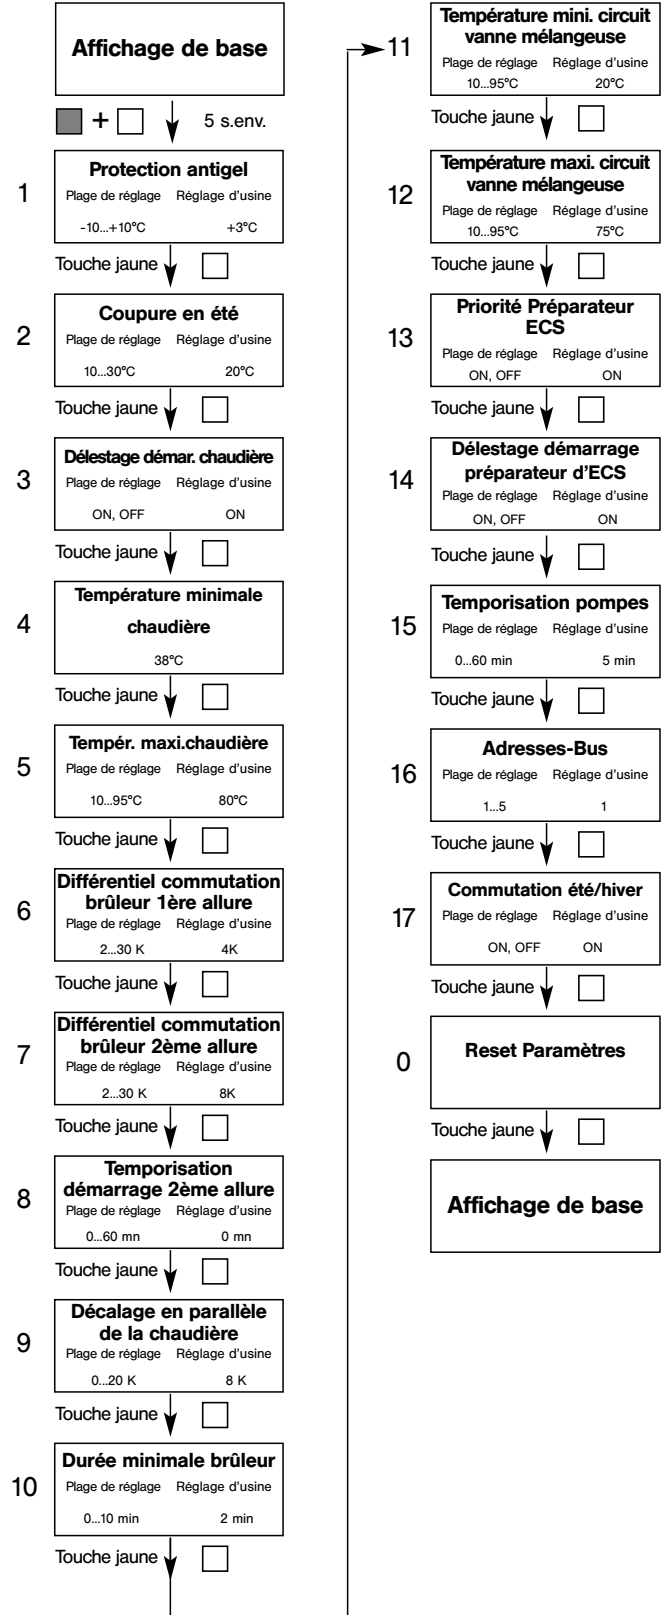 Affichage de base
+ 5 s.env.
1
Protection antigel
Plage de réglage Réglage d'usine
-10...+10°C +3°C
Touche jaune
2
Coupure en été
Plage de réglage Réglage d'usine
10...30°C 20°C
Touche jaune
3
Délestage démar. chaudière
Plage de réglage Réglage d'usine
ON, OFF ON
Touche jaune
4
Température minimale
chaudière
38°C
Touche jaune
5
Tempér. maxi.chaudière
Plage de réglage Réglage d'usine
10...95°C 80°C
Touche jaune
6
Différentiel commutation
brûleur 1ère allure
Plage de réglage Réglage d'usine
2...30 K 4K
Touche jaune
7
Différentiel commutation
brûleur 2ème allure
Plage de réglage Réglage d'usine
2...30 K 8K
Touche jaune
8
Temporisation
démarrage 2ème allure
Plage de réglage Réglage d'usine
0...60 mn 0 mn
Touche jaune
9
Décalage en parallèle
de la chaudière
Plage de réglage Réglage d'usine
0...20 K 8 K
Touche jaune
10
Durée minimale brûleur
Plage de réglage Réglage d'usine
0...10 min 2 min
Touche jaune
11
Température mini. circuit
vanne mélangeuse
Plage de réglage Réglage d'usine
10...95°C 20°C
Touche jaune
12
Température maxi. circuit
vanne mélangeuse
Plage de réglage Réglage d'usine
10...95°C 75°C
Touche jaune
13
Priorité Préparateur
ECS
Plage de réglage Réglage d'usine
ON, OFF ON
Touche jaune
14
Délestage démarrage
préparateur d'ECS
Plage de réglage Réglage d'usine
ON, OFF ON
Touche jaune
15
Temporisation pompes
Plage de réglage Réglage d'usine
0...60 min 5 min
Touche jaune
16
Adresses-Bus
Plage de réglage Réglage d'usine
1...5 1
Touche jaune
17
Commutation été/hiver
Plage de réglage Réglage d'usine
ON, OFF ON
Touche jaune
0
Reset Paramètres
Touche jaune
Affichage de base